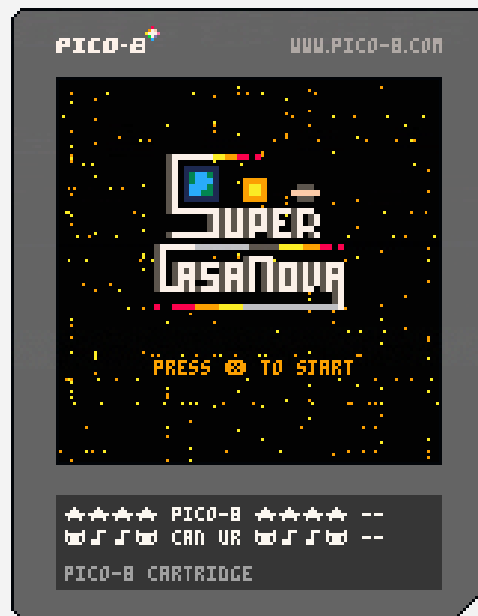 PICO-8 WWW.PICO-8.COM
SUPER
CASANOVA
PRESS ❎ TO START
★★★★ PICO-8 ★★★★ --
🐱♪♪🐱 CAN UR 🐱♪♪🐱 --
PICO-8 CARTRIDGE